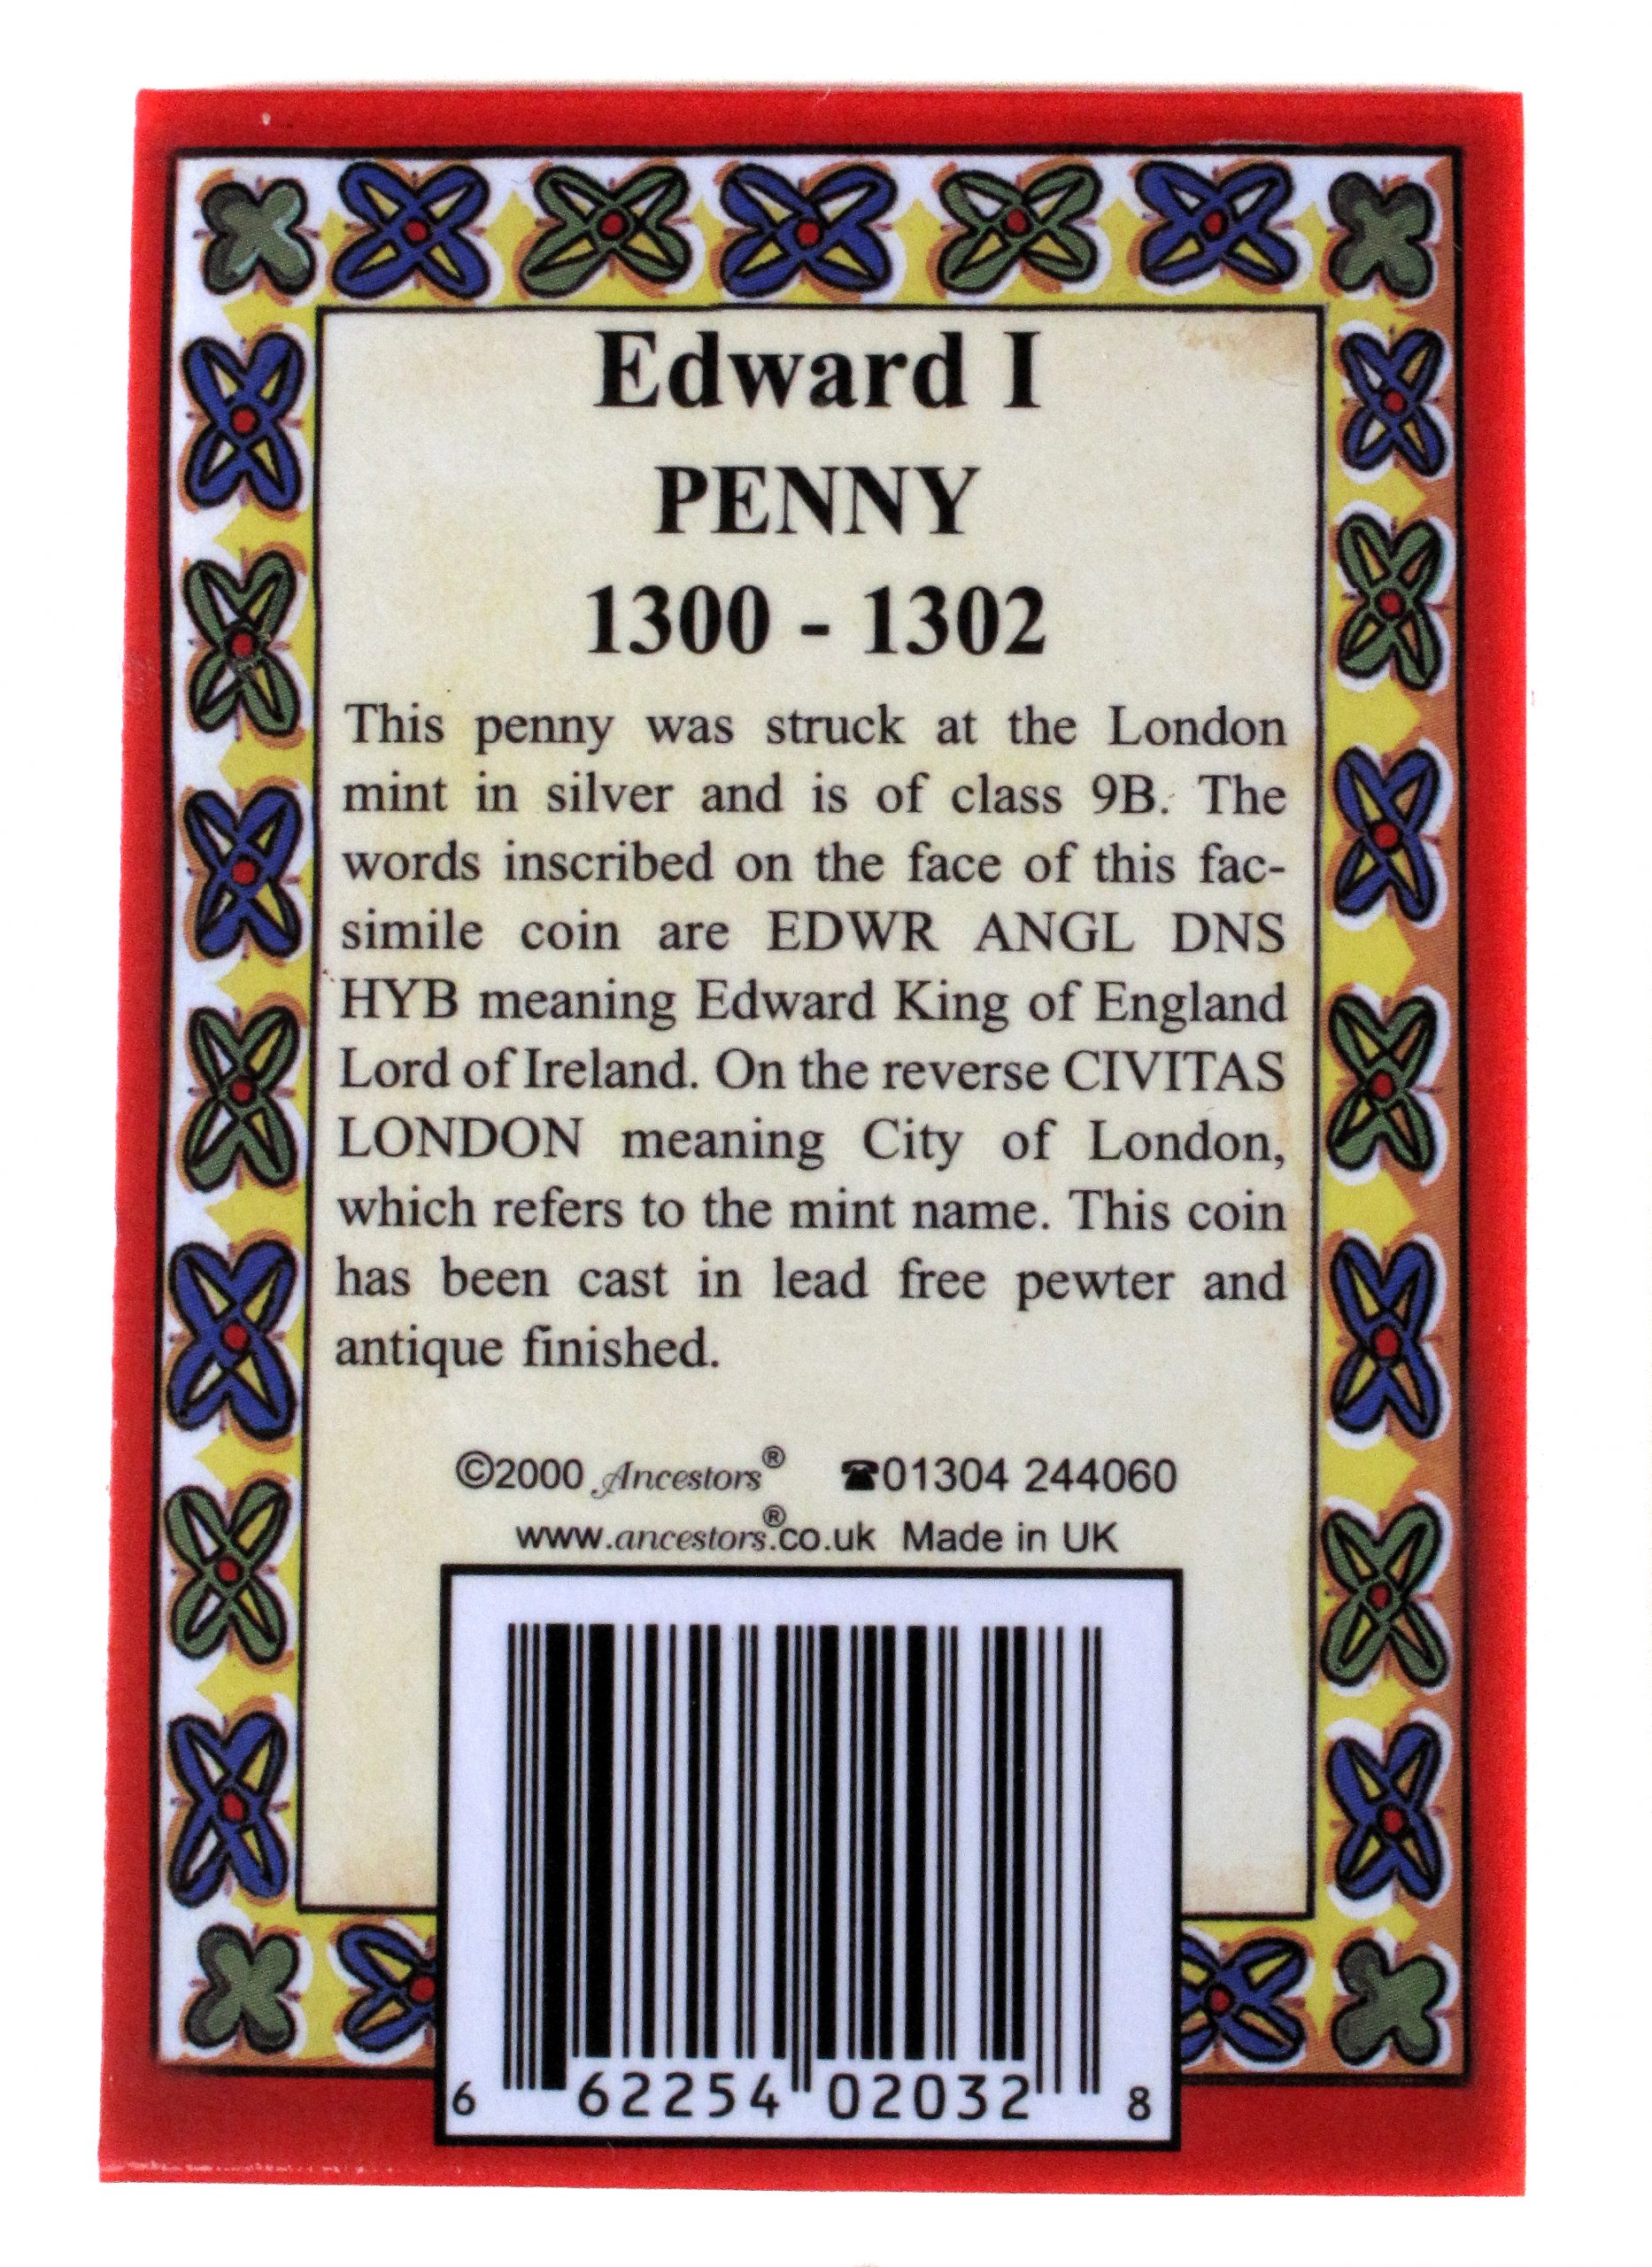 Edward I
PENNY
1300 - 1302
This penny was struck at the London
mint in silver and is of class 9B. The
words inscribed on the face of this fac-
simile coin are EDWR ANGL DNS
HYB meaning Edward King of England
Lord of Ireland. On the reverse CIVITAS
LONDON meaning City of London,
which refers to the mint name. This coin
has been cast in lead free pewter and
antique finished.
©2000 Ancestors® ☎01304 244060
www.ancestors®.co.uk Made in UK
6 62254 02032 8